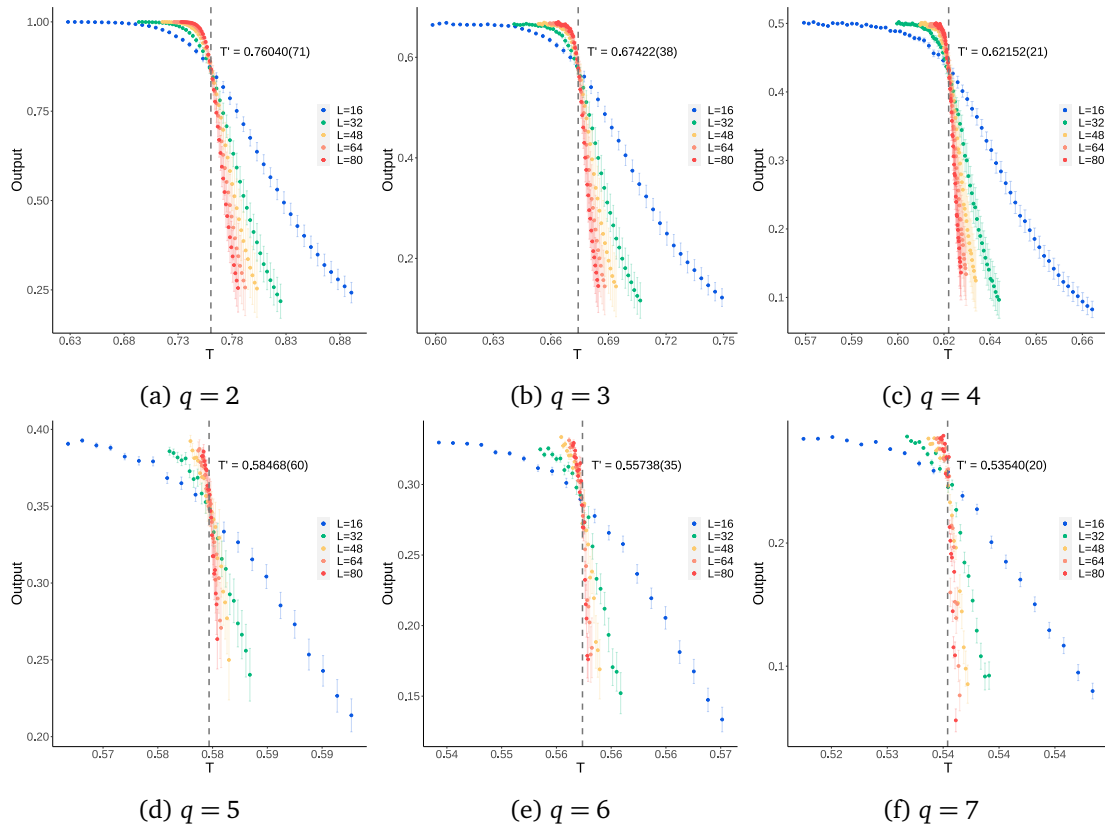 1.00
0.75
0.50
0.25
Output
T' = 0.76040(71)
L=16
L=32
L=48
L=64
L=80
0.63 0.68 0.73 0.78 0.83 0.88
T
(a) q = 2
0.6
0.4
0.2
Output
T' = 0.67422(38)
L=16
L=32
L=48
L=64
L=80
0.60 0.63 0.66 0.69 0.72 0.75
T
(b) q = 3
0.5
0.4
0.3
0.2
0.1
Output
T' = 0.62152(21)
L=16
L=32
L=48
L=64
L=80
0.57 0.58 0.60 0.62 0.64 0.65 0.66
T
(c) q = 4
0.40
0.35
0.30
0.25
0.20
Output
T' = 0.58468(60)
L=16
L=32
L=48
L=64
L=80
0.57 0.58 0.58 0.59 0.59
T
(d) q = 5
0.30
0.25
0.20
0.15
Output
T' = 0.55738(35)
L=16
L=32
L=48
L=64
L=80
0.54 0.55 0.56 0.56 0.56 0.57
T
(e) q = 6
0.2
0.1
Output
T' = 0.53540(20)
L=16
L=32
L=48
L=64
L=80
0.52 0.53 0.54 0.54 0.54
T
(f) q = 7